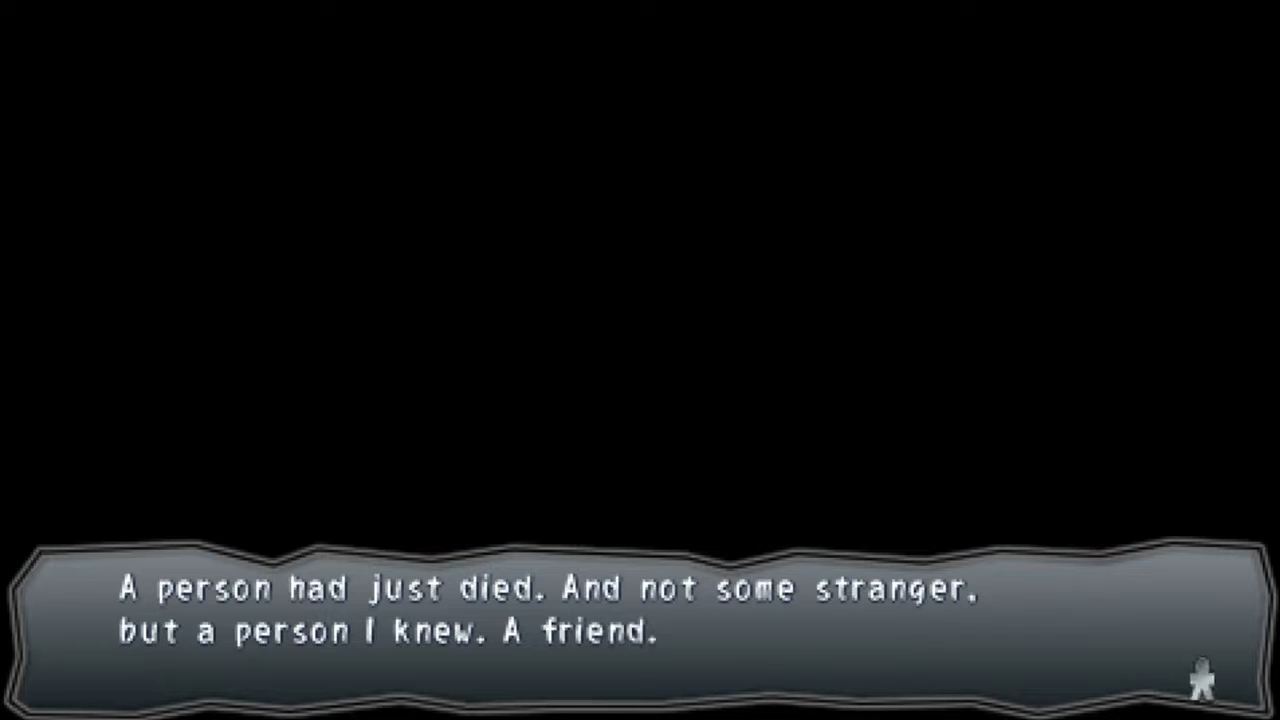 A person had just died. And not some stranger,
but a person I knew. A friend.